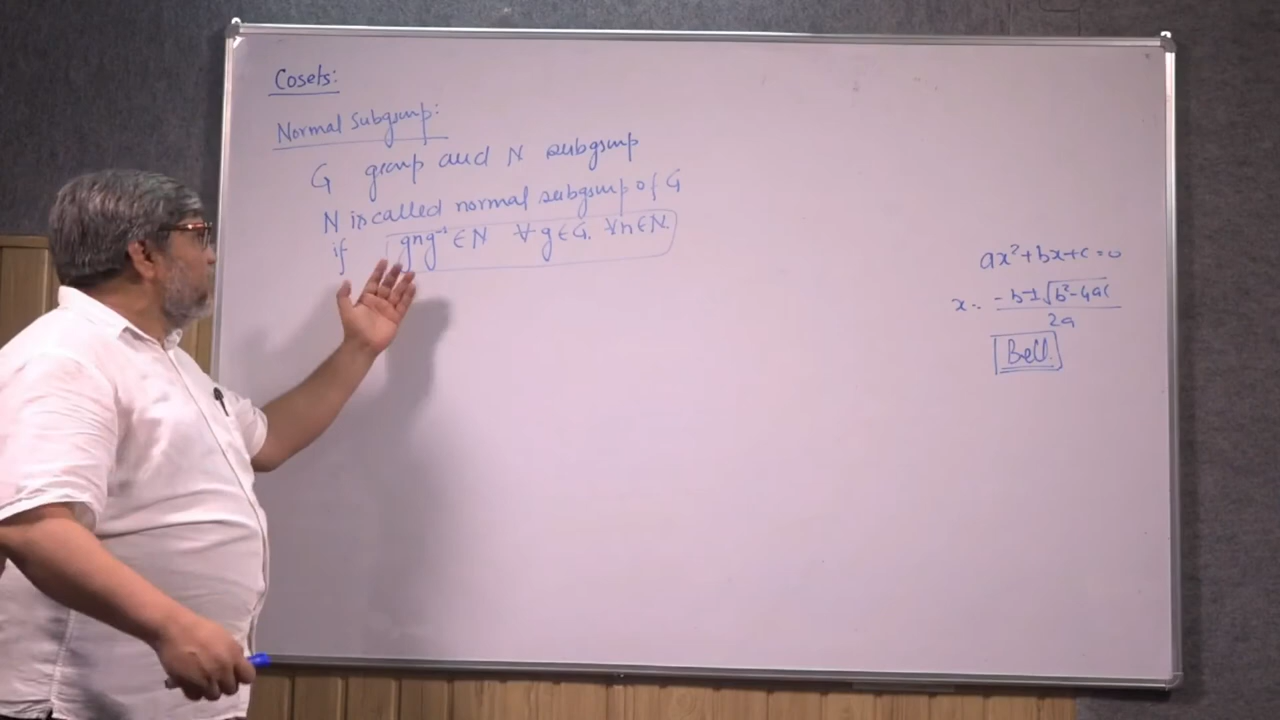 Cosets:
Normal Subgroup:
G group and N subgroup
N is called normal subgroup of G
if gng⁻¹ ∈ N ∀ g ∈ G. ∀ n ∈ N.
ax² + bx + c = 0
x = -b ± √b² - 4ac / 2a
Bell.